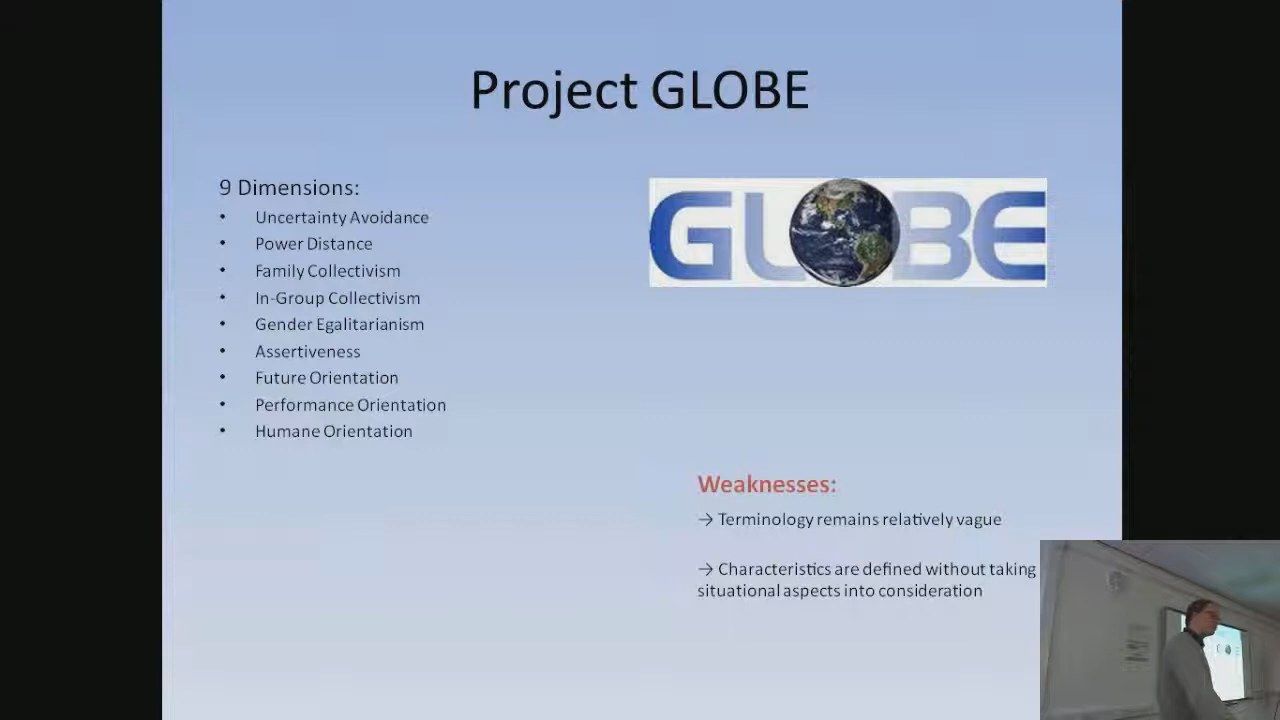 Project GLOBE
9 Dimensions:
• Uncertainty Avoidance
• Power Distance
• Family Collectivism
• In-Group Collectivism
• Gender Egalitarianism
• Assertiveness
• Future Orientation
• Performance Orientation
• Humane Orientation
GLOBE
Weaknesses:
→ Terminology remains relatively vague
→ Characteristics are defined without taking
situational aspects into consideration